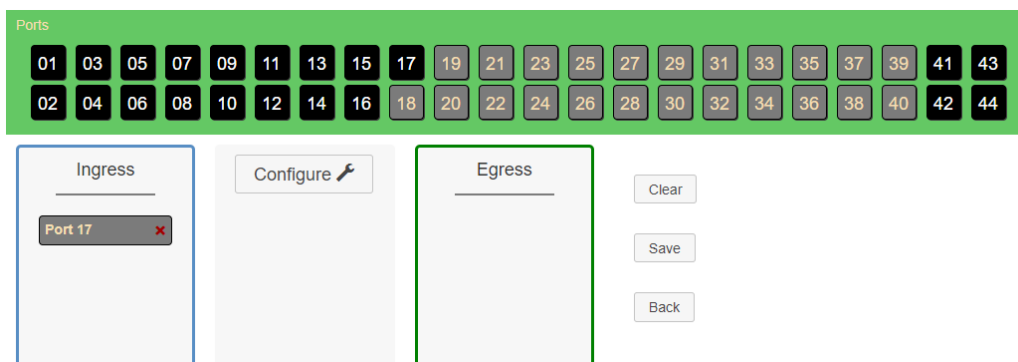 Ports
01 03 05 07 09 11 13 15 17 19 21 23 25 27 29 31 33 35 37 39 41 43
02 04 06 08 10 12 14 16 18 20 22 24 26 28 30 32 34 36 38 40 42 44
Ingress
Port 17
Configure
Egress
Clear
Save
Back